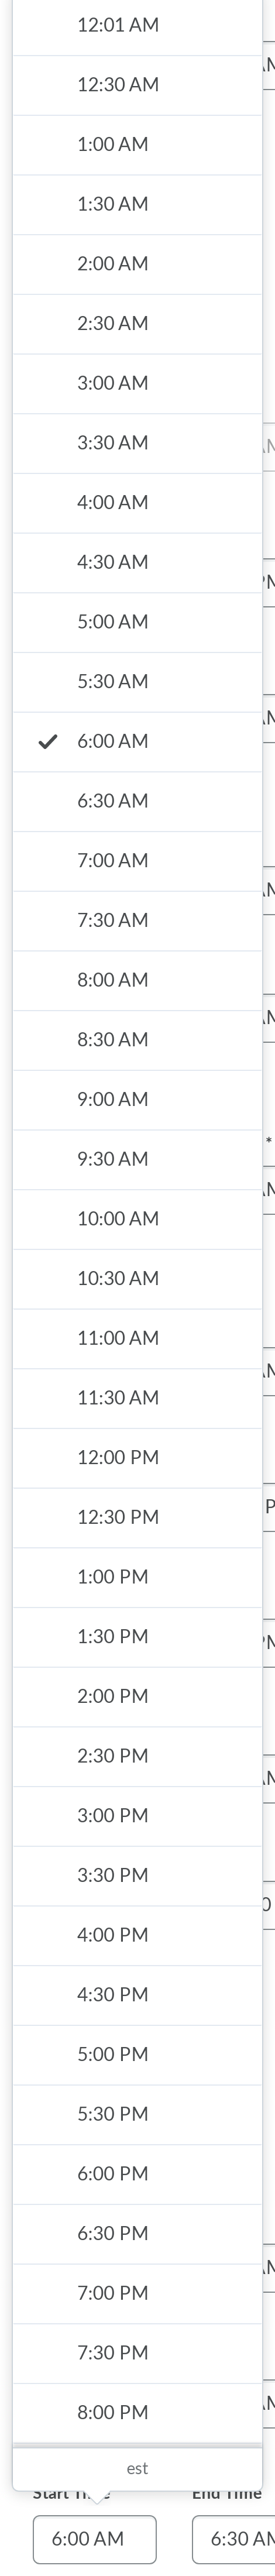 12:01 AM
12:30 AM
1:00 AM
1:30 AM
2:00 AM
2:30 AM
3:00 AM
3:30 AM
4:00 AM
4:30 AM
5:00 AM
5:30 AM
6:00 AM
6:30 AM
7:00 AM
7:30 AM
8:00 AM
8:30 AM
9:00 AM
9:30 AM
10:00 AM
10:30 AM
11:00 AM
11:30 AM
12:00 PM
12:30 PM
1:00 PM
1:30 PM
2:00 PM
2:30 PM
3:00 PM
3:30 PM
4:00 PM
4:30 PM
5:00 PM
5:30 PM
6:00 PM
6:30 PM
7:00 PM
7:30 PM
8:00 PM
est
Start Time End Time
6:00 AM 6:30 AM